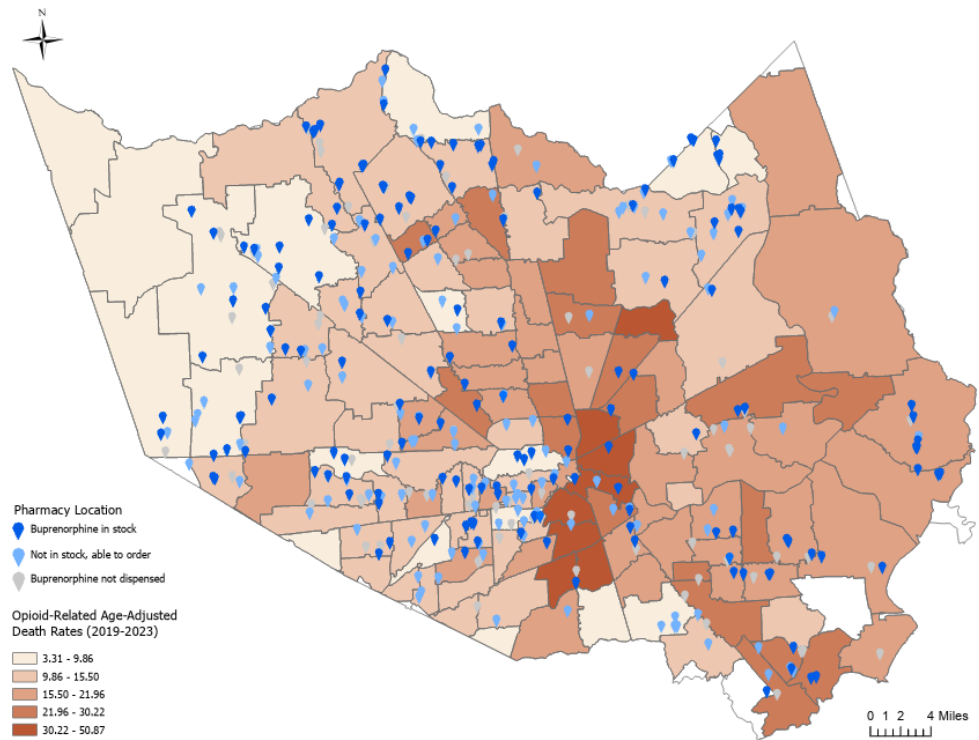 N
Pharmacy Location
Buprenorphine in stock
Not in stock, able to order
Buprenorphine not dispensed
Opioid-Related Age-Adjusted
Death Rates (2019-2023)
3.31 - 9.86
9.86 - 15.50
15.50 - 21.96
21.96 - 30.22
30.22 - 50.87
0 1 2 4 Miles